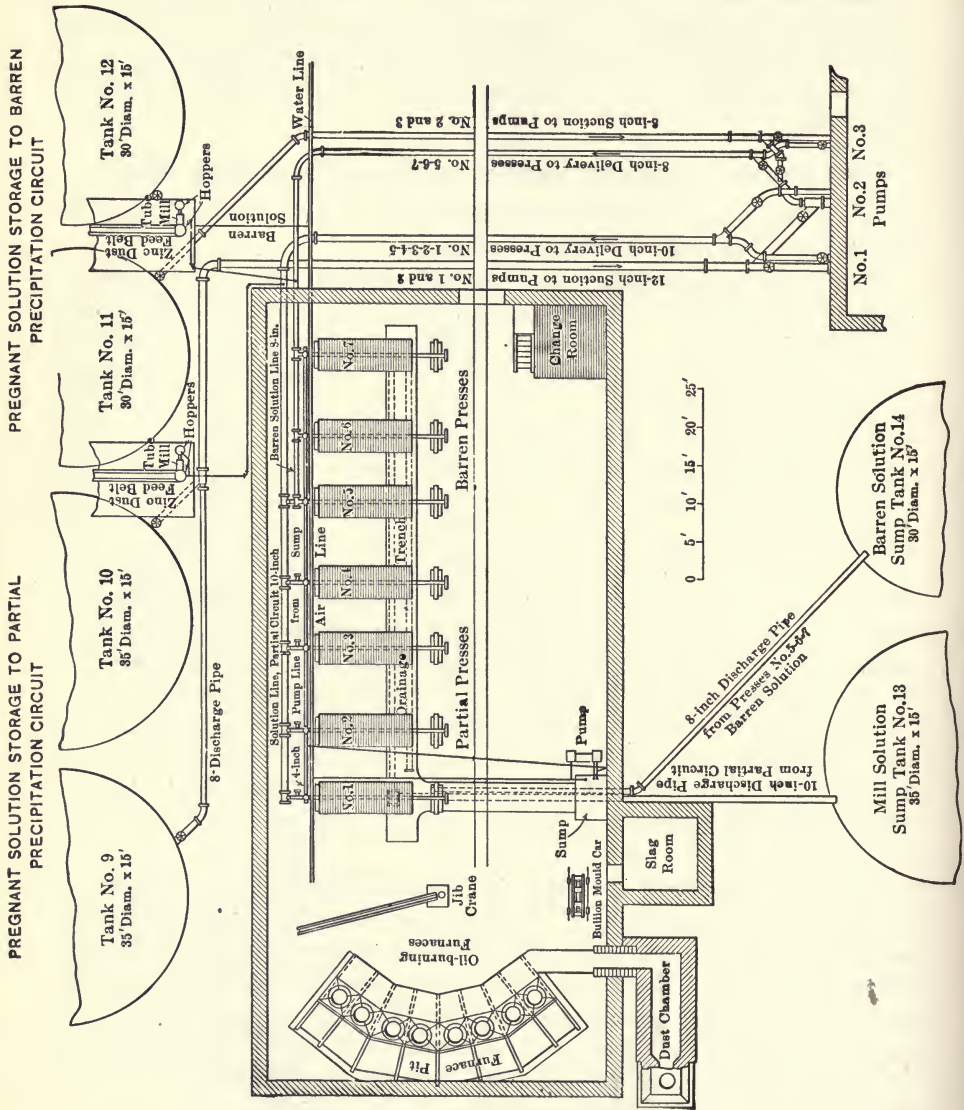 PREGNANT SOLUTION STORAGE TO PARTIAL
PRECIPITATION CIRCUIT
PREGNANT SOLUTION STORAGE TO BARREN
PRECIPITATION CIRCUIT
Tank No. 9
35'Diam. x 15'
Tank No. 10
35'Diam. x 15'
Tank No. 11
30'Diam. x 15'
Tank No. 12
30'Diam. x 15'
8-Discharge Pipe
Zinc Dust
Feed Belt
Tube
Mill
Hoppers
Zinc Dust
Feed Belt
Tube
Mill
Hoppers
Barren
Solution
Water Line
Solution Line, Partial Circuit 10-inch
Barren Solution Line 8-in.
4-inch Pump Line from Sump
Air Line
No.1
No.2
No.3
No.4
No.5
No.6
No.7
Drainage Trench
Partial Presses
Barren Presses
12-inch Suction to Pumps No. 1 and 2
10-inch Delivery to Presses No. 1-2-3-4-5
8-inch Delivery to Presses No. 5-6-7
8-inch Suction to Pumps No. 2 and 3
No.1
No.2
No.3
Pumps
Change
Room
Jib
Crane
Oil-burning
Furnaces
Furnace
Pit
Bullion Mould Car
Sump
Pump
Slag
Room
Dust Chamber
10-inch Discharge Pipe
from Partial Circuit
8-inch Discharge Pipe
from Presses No.5-6-7
Barren Solution
0 5' 10' 15' 20' 25'
Mill Solution
Sump Tank No.13
35'Diam. x 15'
Barren Solution
Sump Tank No.14
30'Diam. x 15'